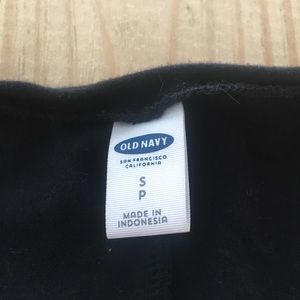 OLD NAVY
SAN FRANCISCO
CALIFORNIA
S
P
MADE IN
INDONESIA